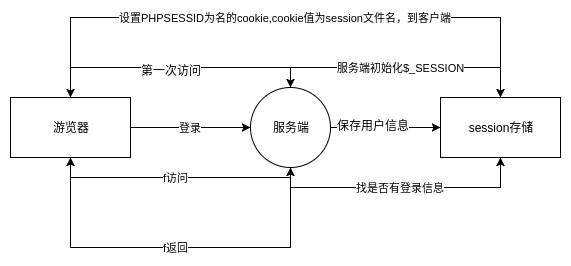 设置PHPSESSID为名的cookie,cookie值为session文件名，到客户端
第一次访问
服务端初始化$_SESSION
游览器
登录
服务端
保存用户信息
session存储
f访问
找是否有登录信息
f返回